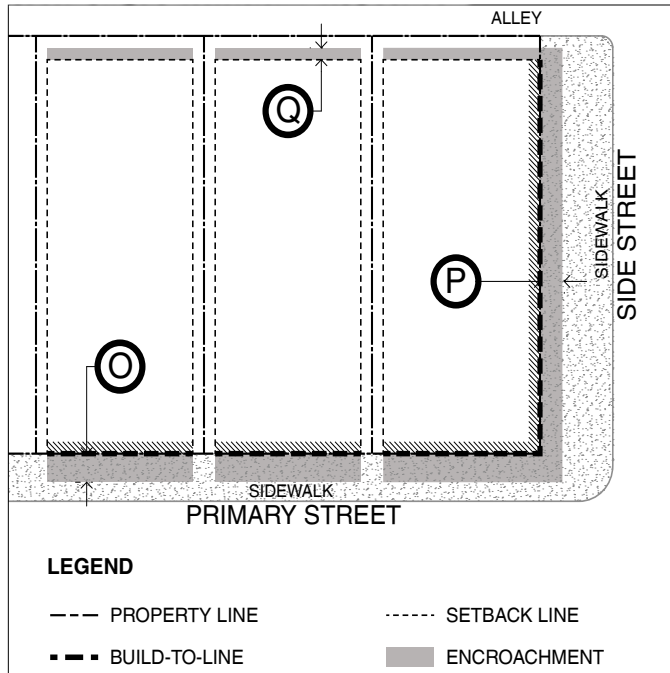 ALLEY
Q
P
O
SIDEWALK
SIDE STREET
SIDEWALK
PRIMARY STREET
LEGEND
PROPERTY LINE
SETBACK LINE
BUILD-TO-LINE
ENCROACHMENT